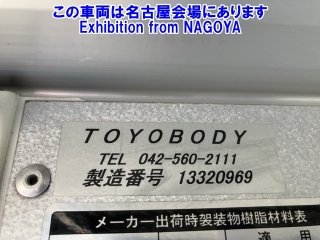 この車両は名古屋会場にあります
Exhibition from NAGOYA
TOYOBODY
TEL 042-560-2111
製造番号 13320969
メーカー出荷時架装物樹脂材料表
適用